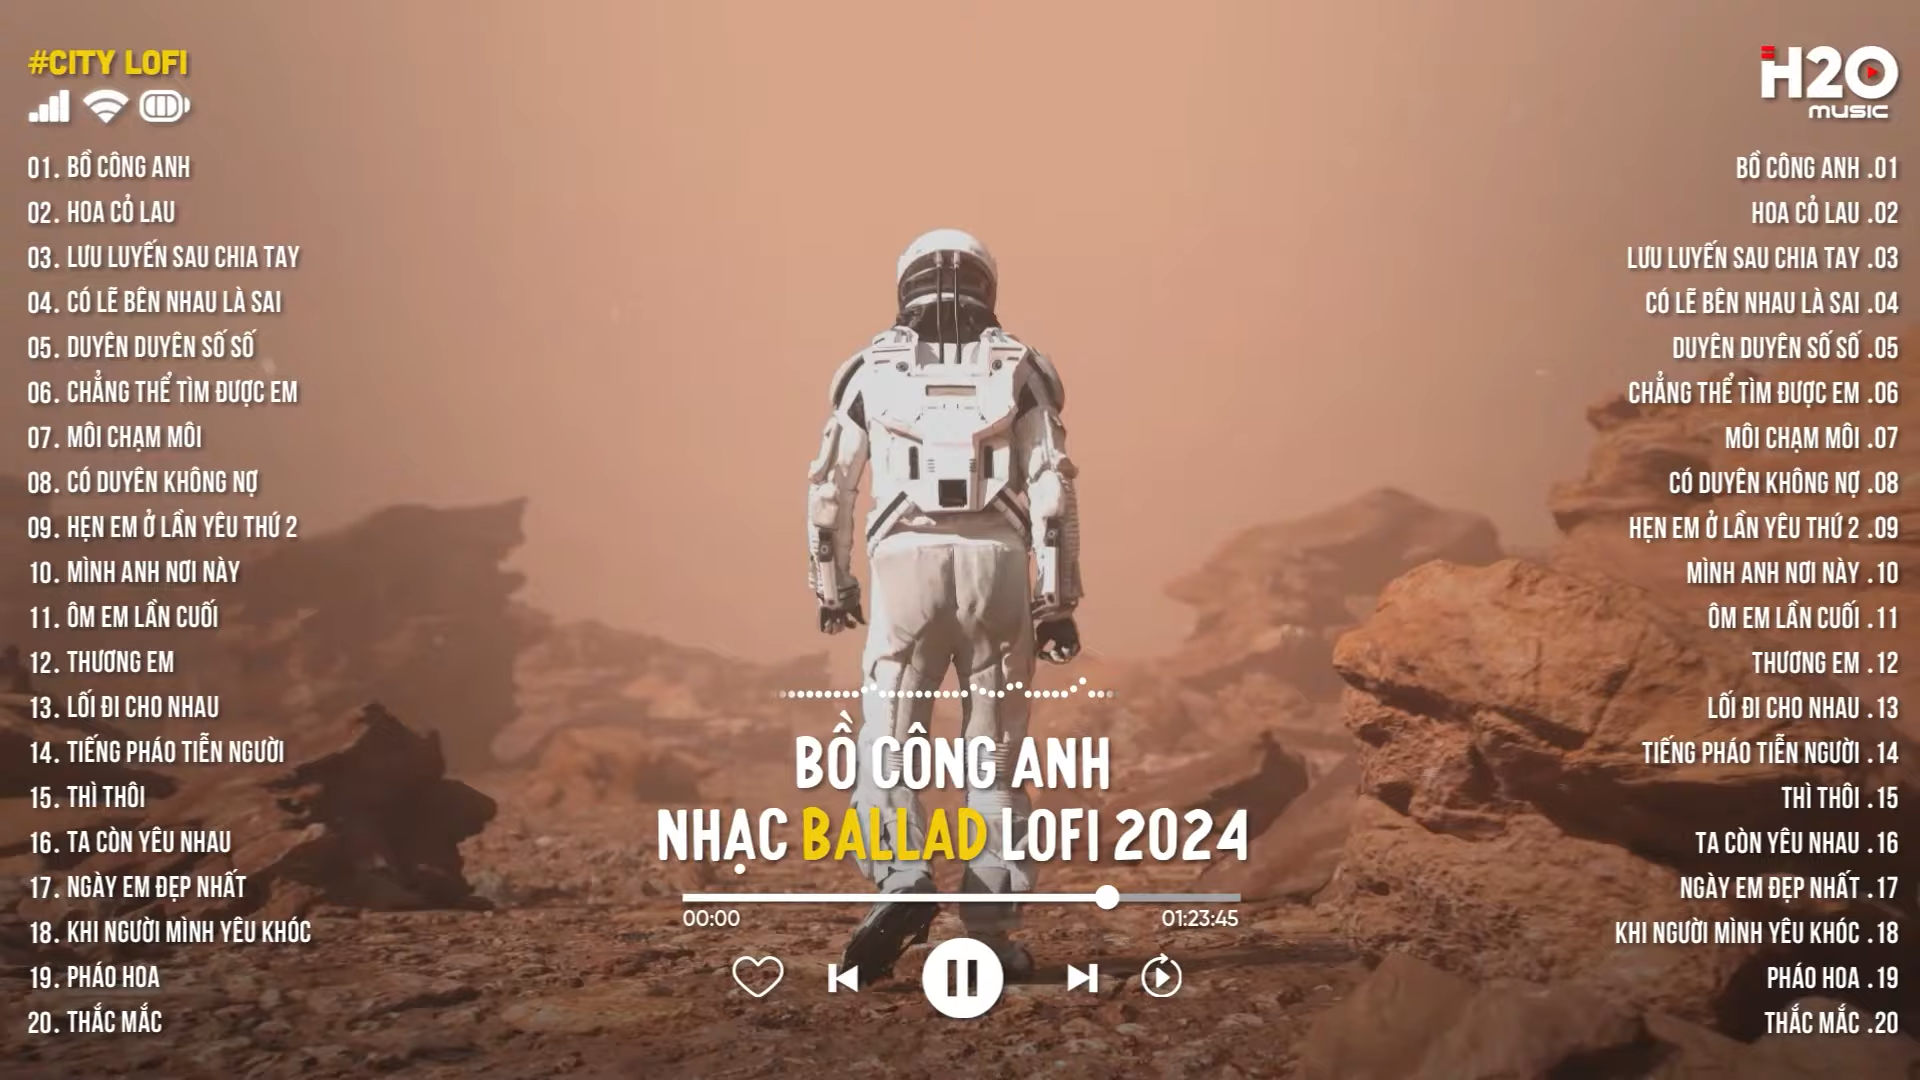 #CITY LOFI
H2O
MUSIC
01. BỒ CÔNG ANH
02. HOA CỎ LAU
03. LƯU LUYẾN SAU CHIA TAY
04. CÓ LẼ BÊN NHAU LÀ SAI
05. DUYÊN DUYÊN SỐ SỐ
06. CHẲNG THỂ TÌM ĐƯỢC EM
07. MÔI CHẠM MÔI
08. CÓ DUYÊN KHÔNG NỢ
09. HẸN EM Ở LẦN YÊU THỨ 2
10. MÌNH ANH NƠI NÀY
11. ÔM EM LẦN CUỐI
12. THƯƠNG EM
13. LỐI ĐI CHO NHAU
14. TIẾNG PHÁO TIỄN NGƯỜI
15. THÌ THÔI
16. TA CÒN YÊU NHAU
17. NGÀY EM ĐẸP NHẤT
18. KHI NGƯỜI MÌNH YÊU KHÓC
19. PHÁO HOA
20. THẮC MẮC
BỒ CÔNG ANH
NHẠC BALLAD LOFI 2024
00:00
01:23:45
BỒ CÔNG ANH .01
HOA CỎ LAU .02
LƯU LUYẾN SAU CHIA TAY .03
CÓ LẼ BÊN NHAU LÀ SAI .04
DUYÊN DUYÊN SỐ SỐ .05
CHẲNG THỂ TÌM ĐƯỢC EM .06
MÔI CHẠM MÔI .07
CÓ DUYÊN KHÔNG NỢ .08
HẸN EM Ở LẦN YÊU THỨ 2 .09
MÌNH ANH NƠI NÀY .10
ÔM EM LẦN CUỐI .11
THƯƠNG EM .12
LỐI ĐI CHO NHAU .13
TIẾNG PHÁO TIỄN NGƯỜI .14
THÌ THÔI .15
TA CÒN YÊU NHAU .16
NGÀY EM ĐẸP NHẤT .17
KHI NGƯỜI MÌNH YÊU KHÓC .18
PHÁO HOA .19
THẮC MẮC .20